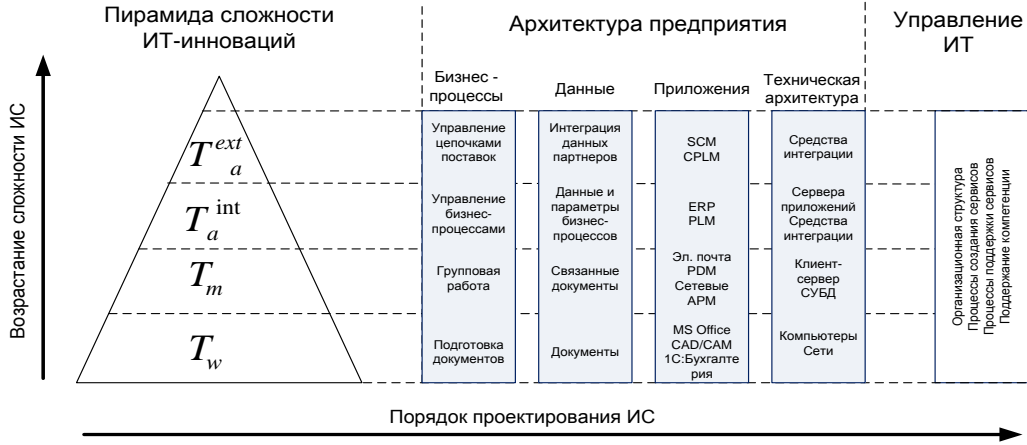 Пирамида сложности
ИТ-инноваций
Архитектура предприятия
Управление
ИТ
Возрастание сложности ИС
Бизнес -
процессы
Данные
Приложения
Техническая
архитектура
T_a^{ext}
Управление
цепочками
поставок
Интеграция
данных
партнеров
SCM
CPLM
Средства
интеграции
T_a^{int}
Управление
бизнес-
процессами
Данные и
параметры
бизнес-
процессов
ERP
PLM
Сервера
приложений
Средства
интеграции
T_m
Групповая
работа
Связанные
документы
Эл. почта
PDM
Сетевые
АРМ
Клиент-
сервер
СУБД
T_w
Подготовка
документов
Документы
MS Office
CAD/CAM
1С:Бухгалте
рия
Компьютеры
Сети
Организационная структура
Процессы создания сервисов
Процессы поддержки сервисов
Поддержание компетенции
Порядок проектирования ИС